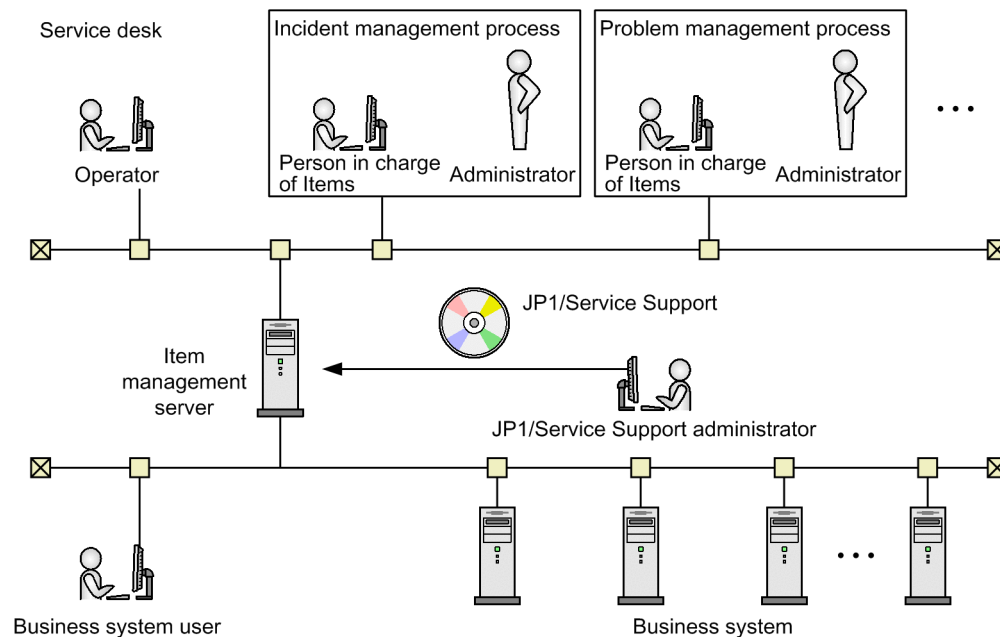 Service desk
Incident management process
Problem management process
Operator
Person in charge
of Items
Administrator
Person in charge
of Items
Administrator
JP1/Service Support
Item
management
server
JP1/Service Support administrator
Business system user
Business system